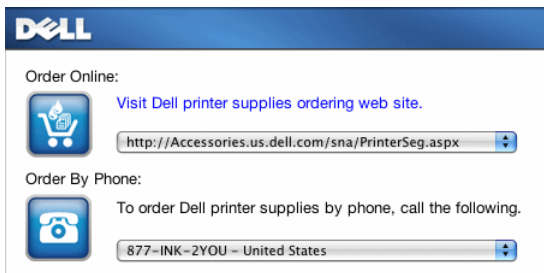 DELL
Order Online:
Visit Dell printer supplies ordering web site.
http://Accessories.us.dell.com/sna/PrinterSeg.aspx
Order By Phone:
To order Dell printer supplies by phone, call the following.
877-INK-2YOU - United States